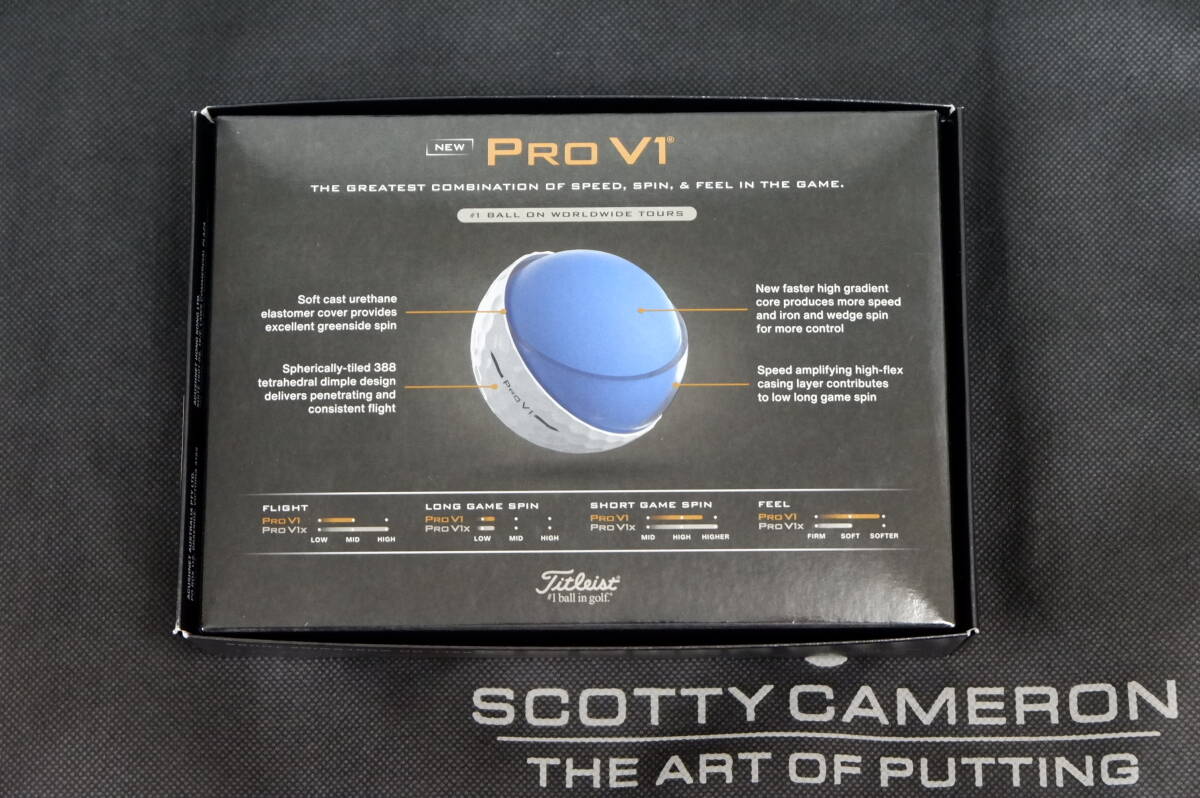 NEW PRO V1®
THE GREATEST COMBINATION OF SPEED, SPIN, & FEEL IN THE GAME.
#1 BALL ON WORLDWIDE TOURS
Soft cast urethane
elastomer cover provides
excellent greenside spin
Spherically-tiled 388
tetrahedral dimple design
delivers penetrating and
consistent flight
New faster high gradient
core produces more speed
and iron and wedge spin
for more control
Speed amplifying high-flex
casing layer contributes
to low long game spin
PRO V1
FLIGHT
PRO V1
PRO V1X
LOW MID HIGH
LONG GAME SPIN
PRO V1
PRO V1X
LOW MID HIGH
SHORT GAME SPIN
PRO V1
PRO V1X
MID HIGH HIGHER
FEEL
PRO V1
PRO V1X
FIRM SOFT SOFTER
Titleist
#1 ball in golf.
SCOTTY CAMERON
THE ART OF PUTTING